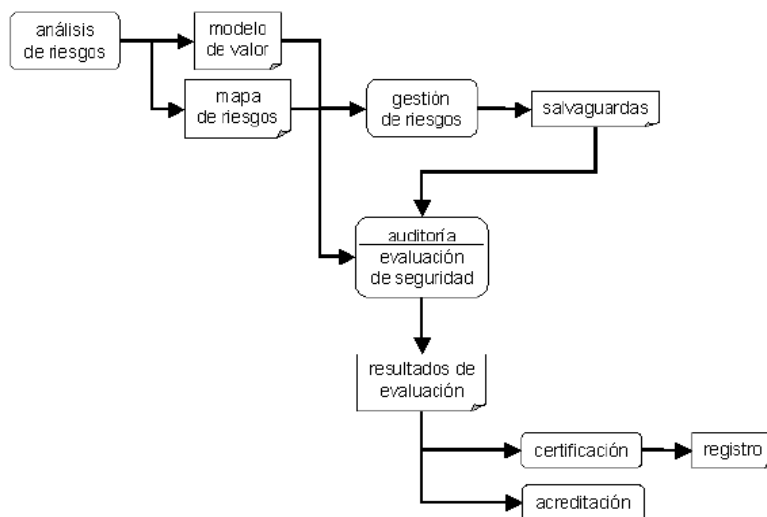 análisis
de riesgos
modelo
de valor
mapa
de riesgos
gestión
de riesgos
salvaguardas
auditoría
evaluación
de seguridad
resultados de
evaluación
certificación
registro
acreditación